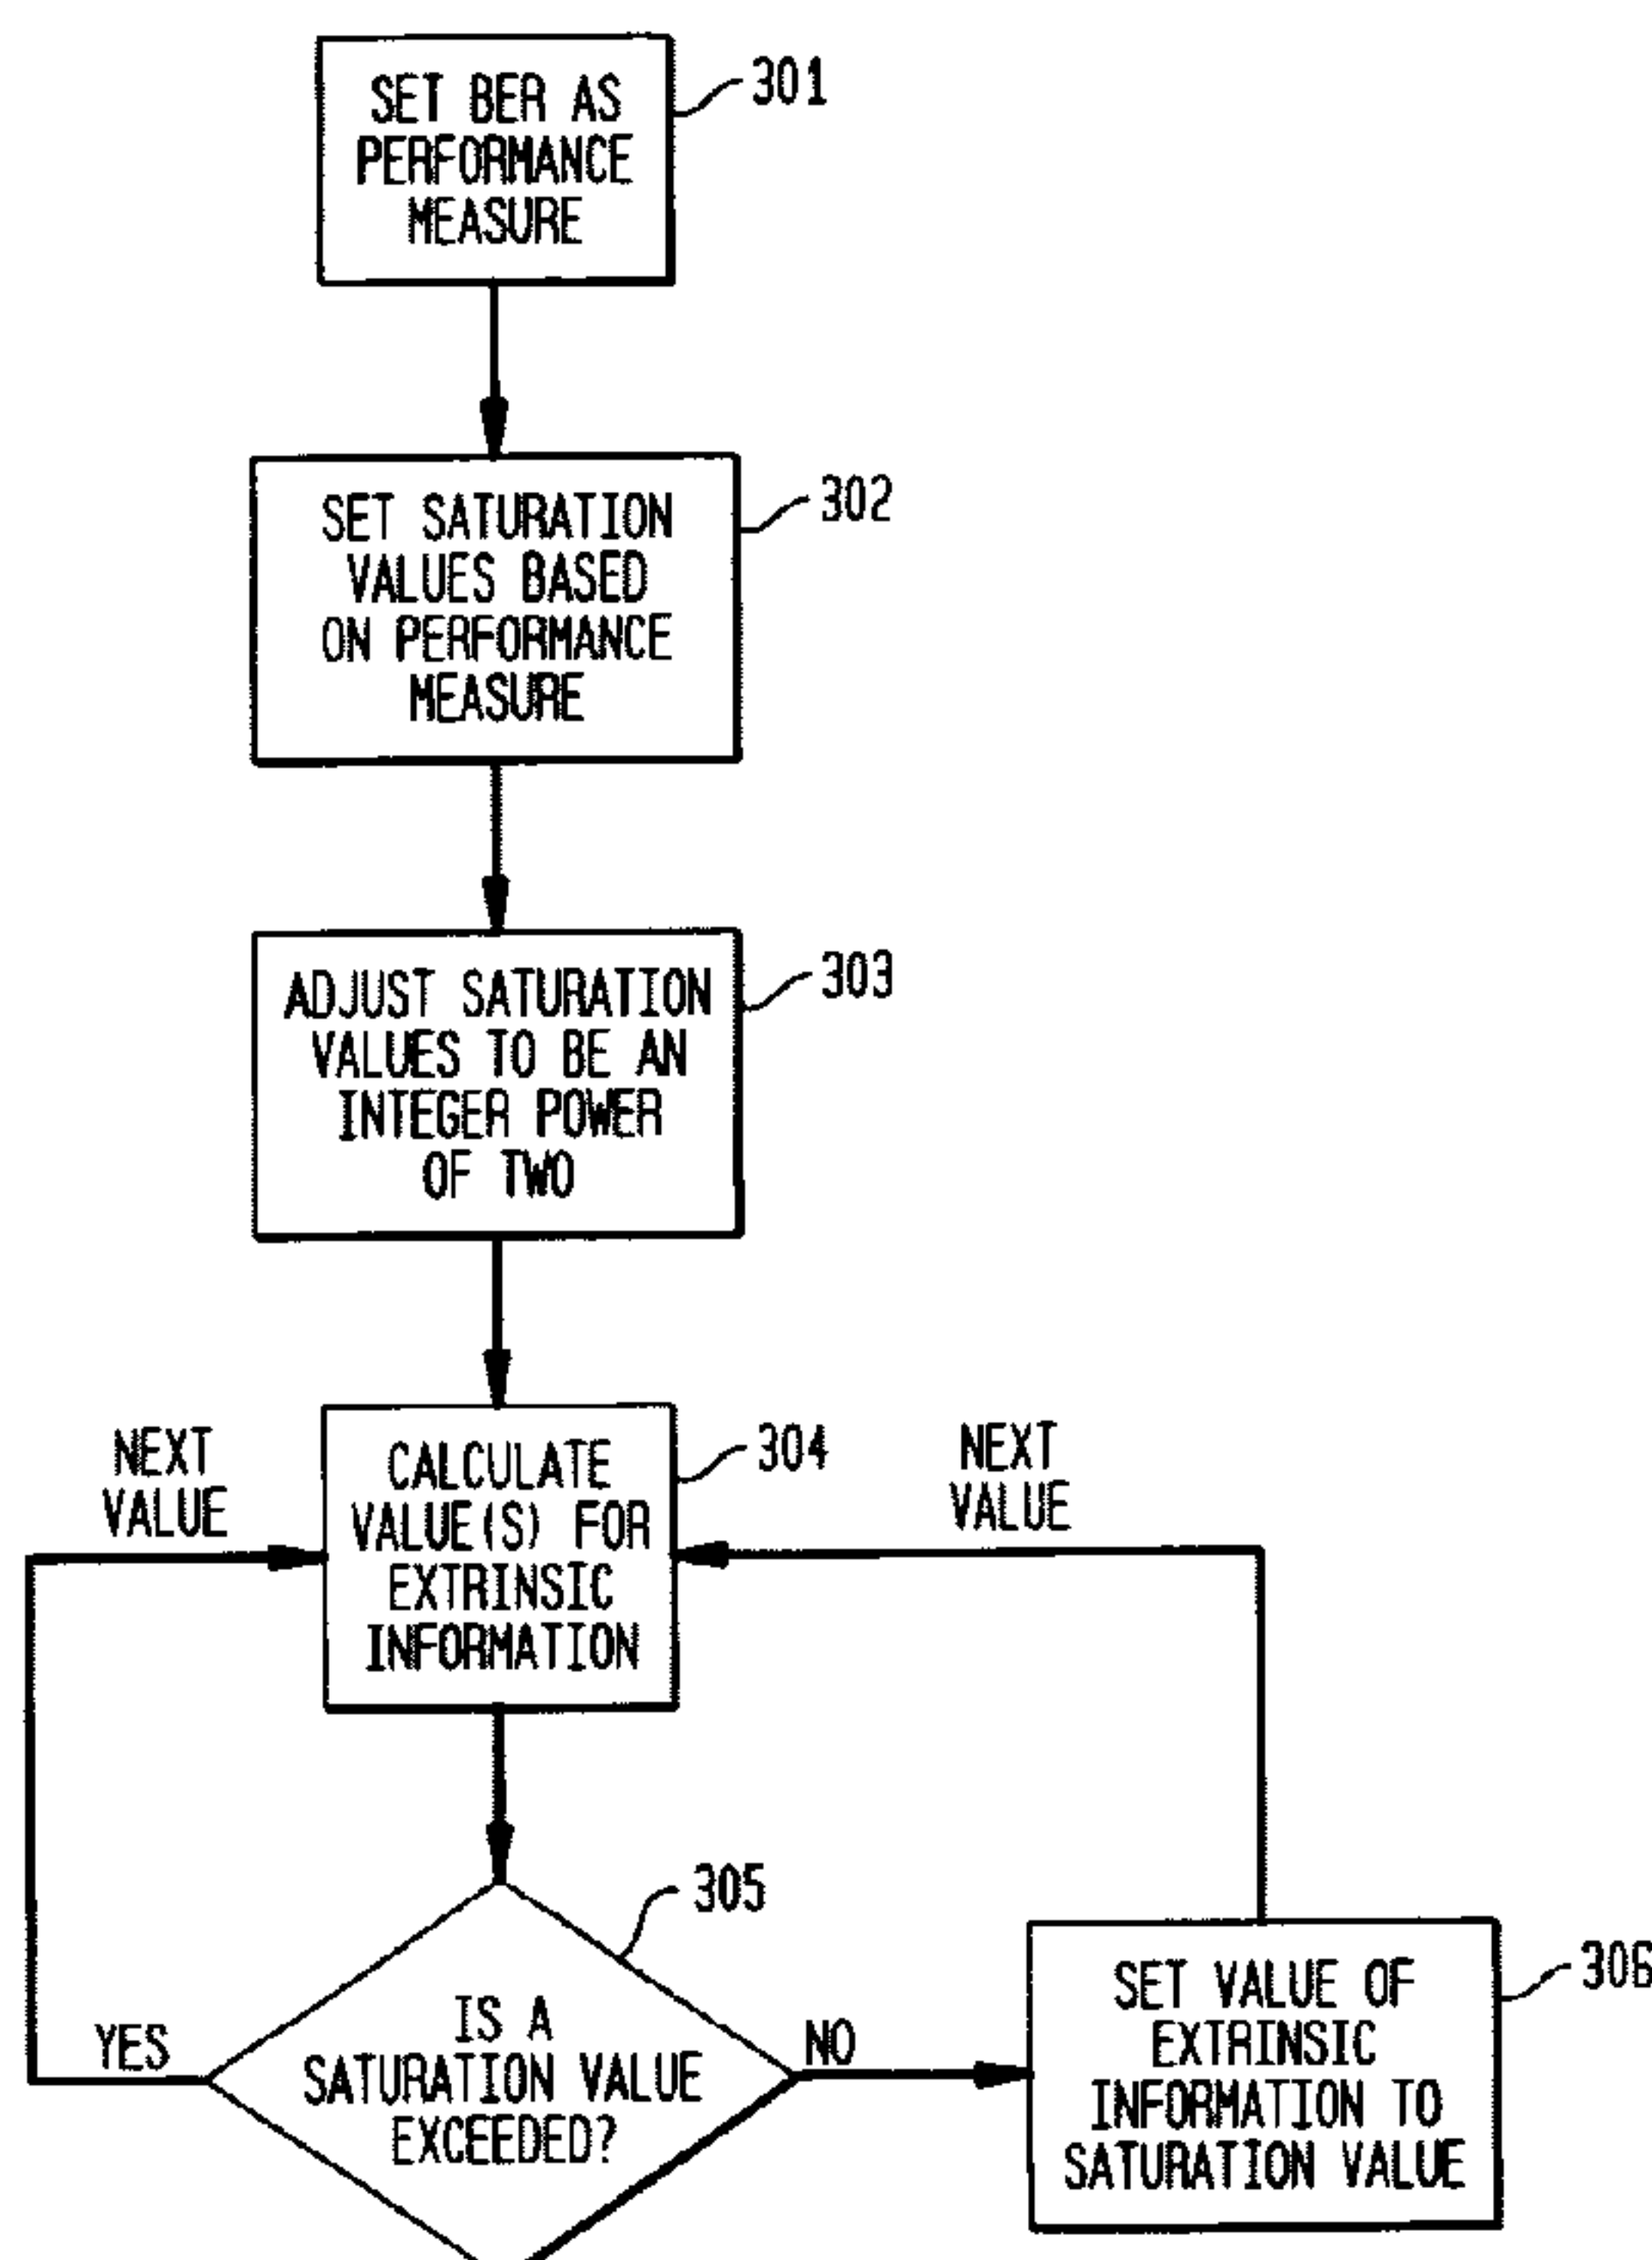 SET BER AS
PERFORMANCE
MEASURE
301
SET SATURATION
VALUES BASED
ON PERFORMANCE
MEASURE
302
ADJUST SATURATION
VALUES TO BE AN
INTEGER POWER
OF TWO
303
NEXT
VALUE
CALCULATE
VALUE(S) FOR
EXTRINSIC
INFORMATION
304
NEXT
VALUE
305
IS A
SATURATION VALUE
EXCEEDED?
YES
NO
SET VALUE OF
EXTRINSIC
INFORMATION TO
SATURATION VALUE
306